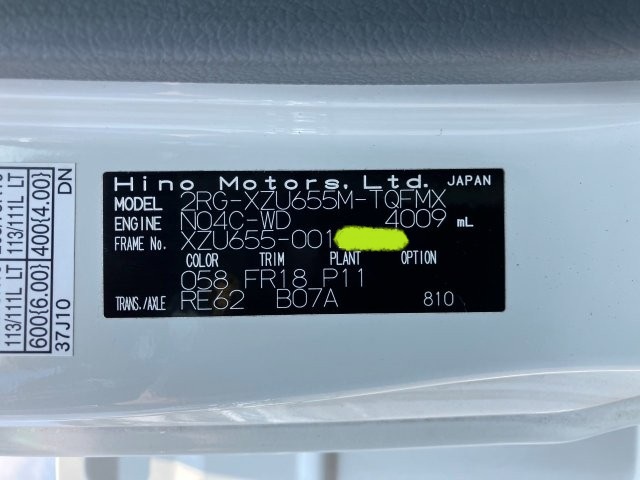 Hino Motors, Ltd. JAPAN
MODEL 2RG-XZU655M-TQFMX
ENGINE N04C-WD 4009 mL
FRAME No. XZU655-001
COLOR TRIM PLANT OPTION
058 FR18 P11
TRANS./AXLE RE62 B07A 810
113/111L LT 113/111L LT
600(6.00) 400(4.00)
37J10 DN